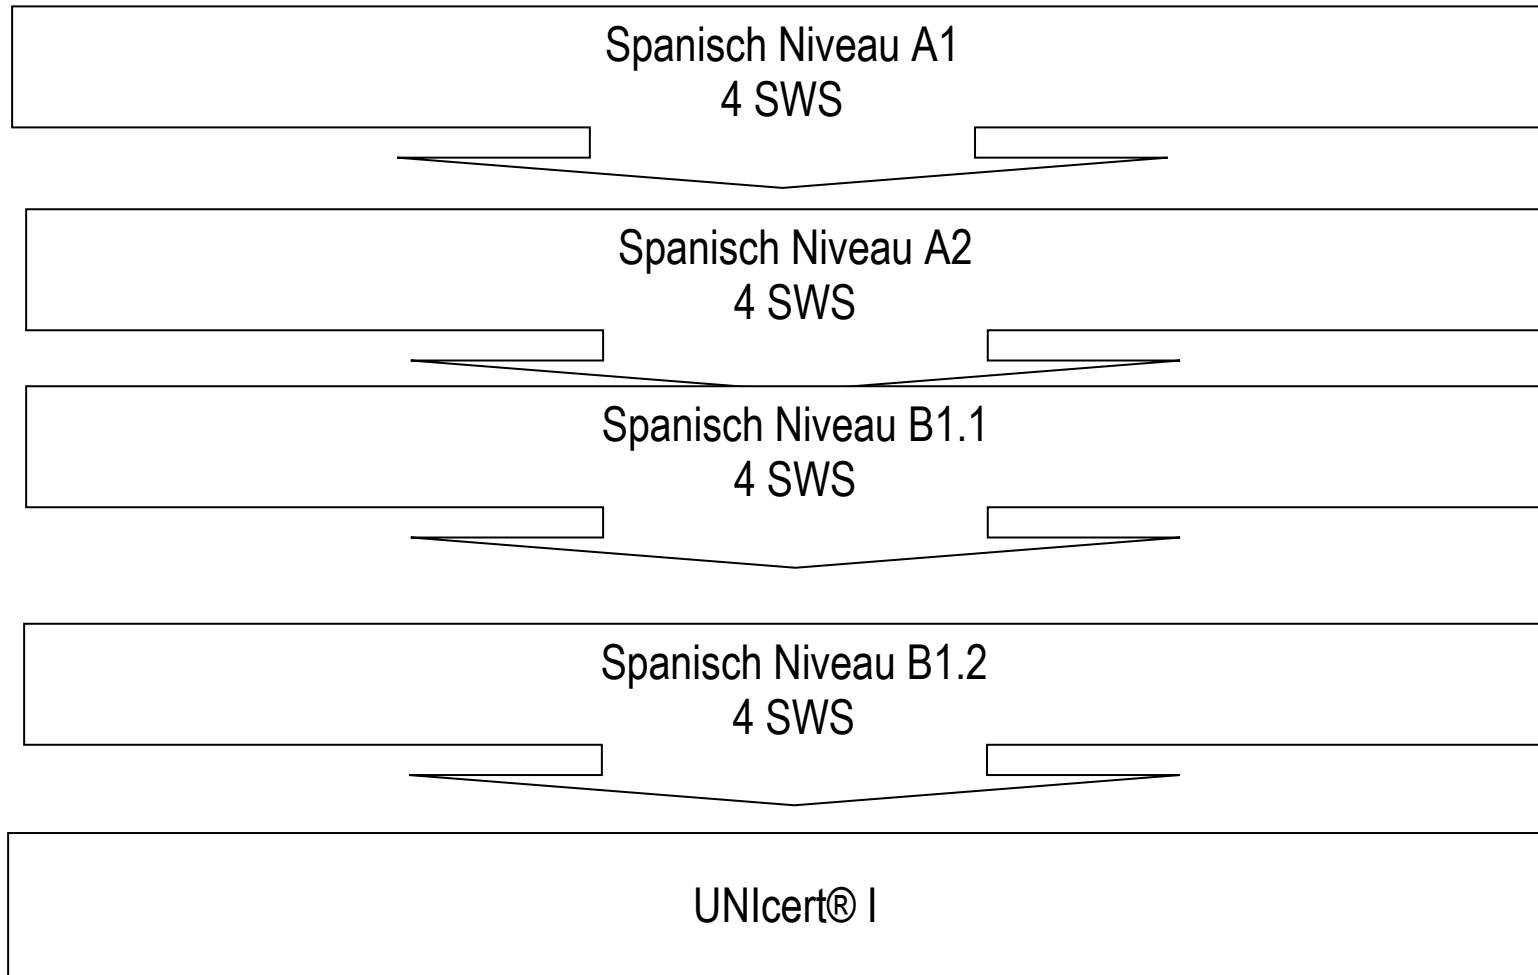 Spanisch Niveau A1
4 SWS
Spanisch Niveau A2
4 SWS
Spanisch Niveau B1.1
4 SWS
Spanisch Niveau B1.2
4 SWS
UNIcert® I